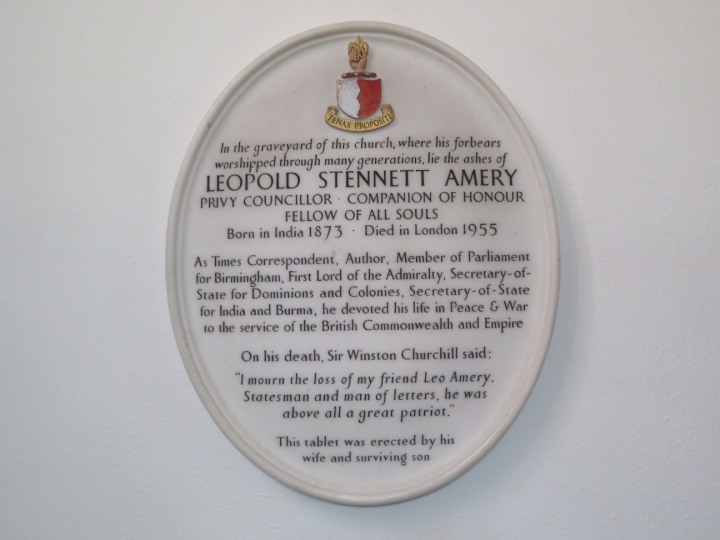 TENAX PROPOSITI
In the graveyard of this church, where his forbears
worshipped through many generations, lie the ashes of
LEOPOLD STENNETT AMERY
PRIVY COUNCILLOR · COMPANION OF HONOUR
FELLOW OF ALL SOULS
Born in India 1873 · Died in London 1955
As Times Correspondent, Author, Member of Parliament
for Birmingham, First Lord of the Admiralty, Secretary-of-
State for Dominions and Colonies, Secretary-of-State
for India and Burma, he devoted his life in Peace & War
to the service of the British Commonwealth and Empire
On his death, Sir Winston Churchill said:
"I mourn the loss of my friend Leo Amery.
Statesman and man of letters, he was
above all a great patriot."
This tablet was erected by his
wife and surviving son